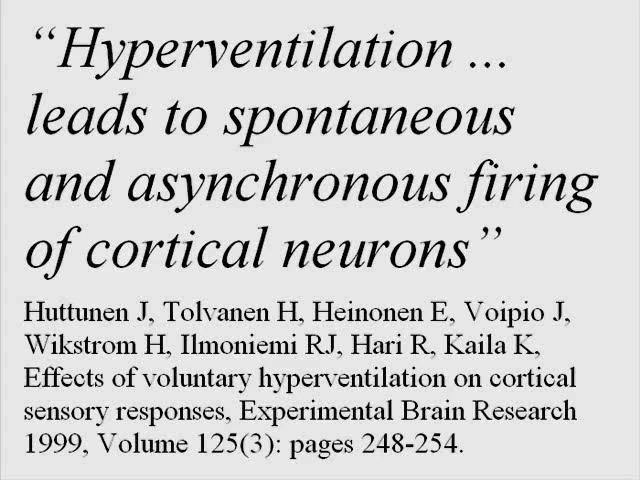 “Hyperventilation ...
leads to spontaneous
and asynchronous firing
of cortical neurons”
Huttunen J, Tolvanen H, Heinonen E, Voipio J,
Wikstrom H, Ilmoniemi RJ, Hari R, Kaila K,
Effects of voluntary hyperventilation on cortical
sensory responses, Experimental Brain Research
1999, Volume 125(3): pages 248-254.